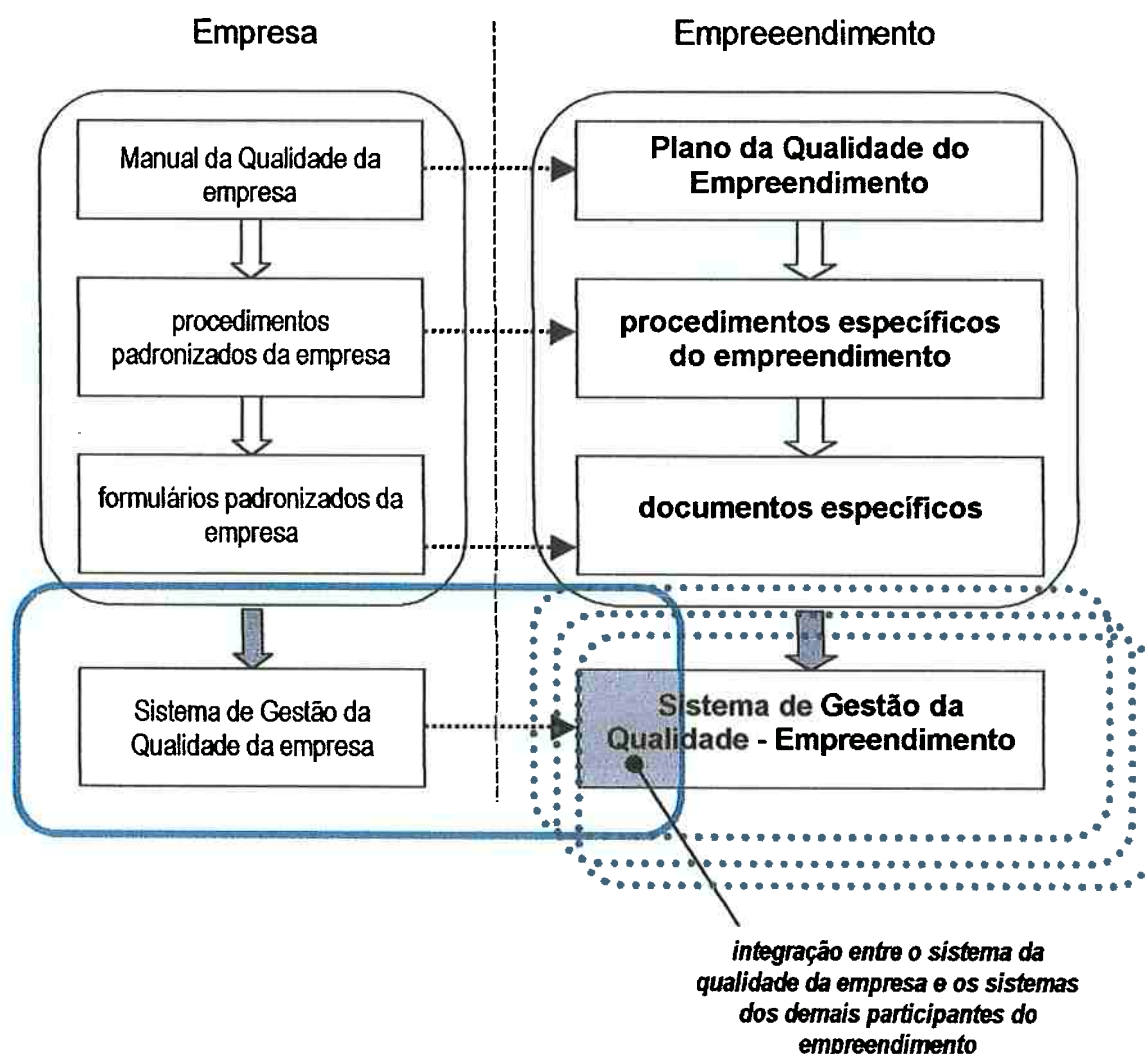 Empresa
Empreeendimento
Manual da Qualidade da
empresa
Plano da Qualidade do
Empreendimento
procedimentos
padronizados da empresa
procedimentos específicos
do empreendimento
formulários padronizados da
empresa
documentos específicos
Sistema de Gestão da
Qualidade da empresa
Sistema de Gestão da
Qualidade - Empreendimento
integração entre o sistema da
qualidade da empresa e os sistemas
dos demais participantes do
empreendimento